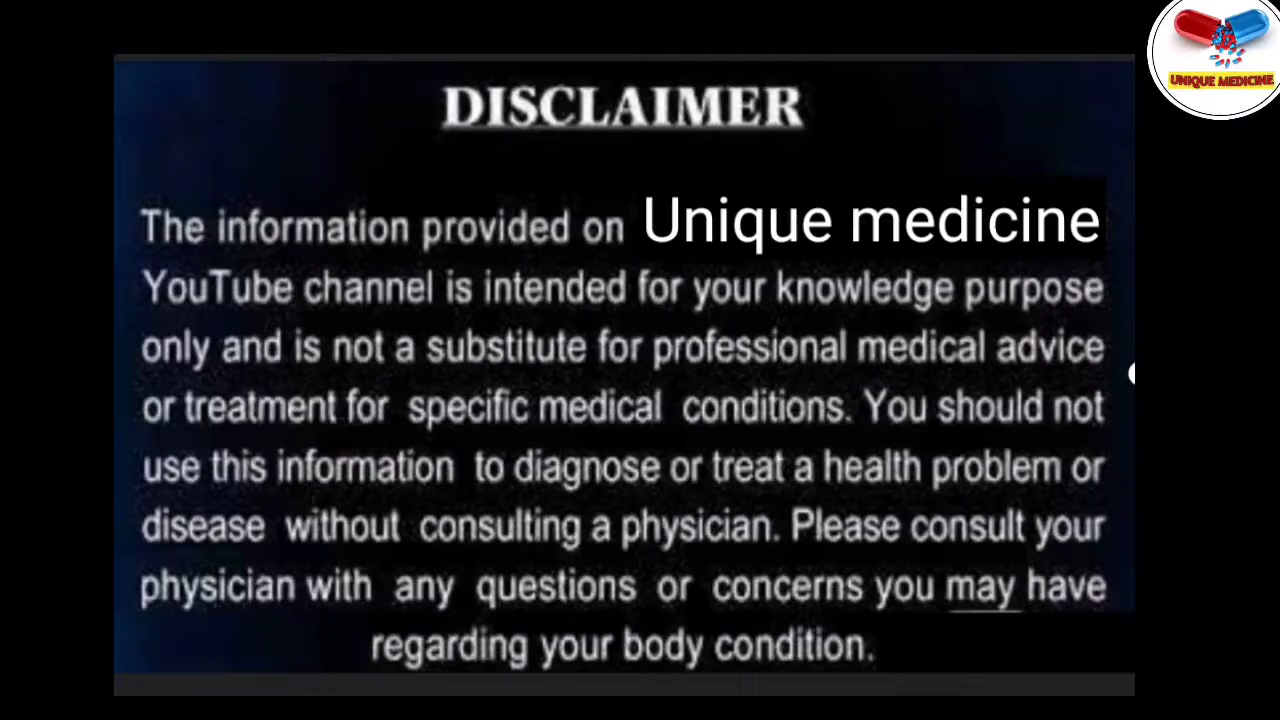 UNIQUE MEDICINE
DISCLAIMER
The information provided on Unique medicine
YouTube channel is intended for your knowledge purpose
only and is not a substitute for professional medical advice
or treatment for specific medical conditions. You should not
use this information to diagnose or treat a health problem or
disease without consulting a physician. Please consult your
physician with any questions or concerns you may have
regarding your body condition.